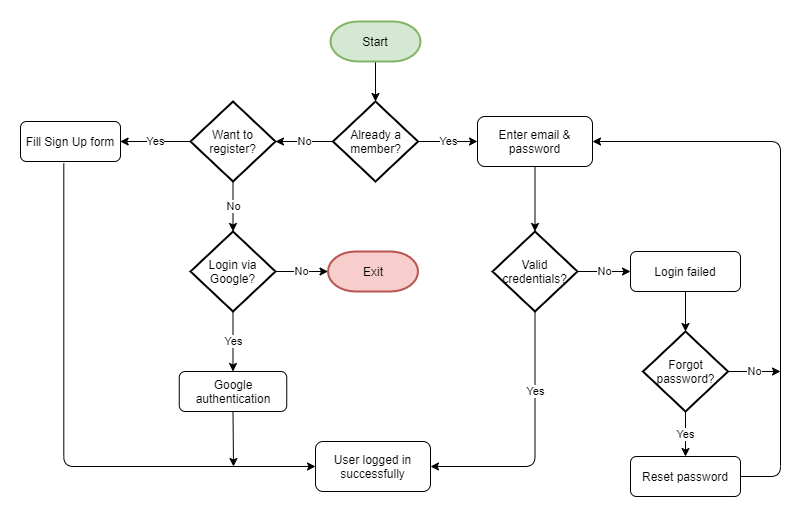 Start
Fill Sign Up form
Yes
Want to
register?
No
Already a
member?
Yes
Enter email &
password
No
Login via
Google?
No
Exit
Valid
credentials?
No
Login failed
Yes
Forgot
password?
No
Google
authentication
Yes
Yes
User logged in
successfully
Reset password